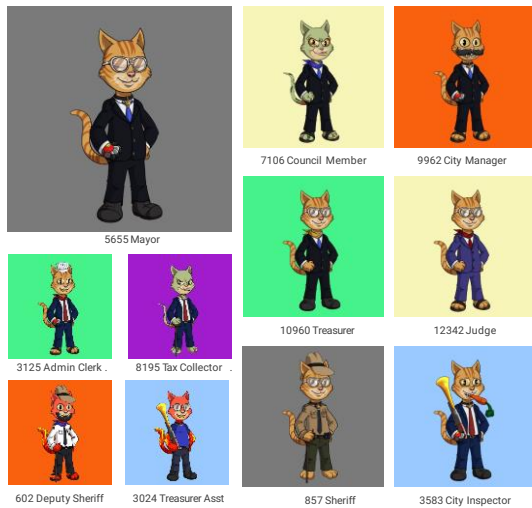 5655 Mayor
7106 Council Member
9962 City Manager
10960 Treasurer
12342 Judge
3125 Admin Clerk .
8195 Tax Collector .
602 Deputy Sheriff
3024 Treasurer Asst
857 Sheriff
3583 City Inspector